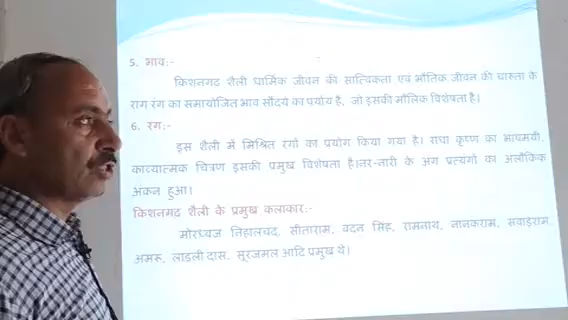 5. भाव:-
किशनगढ शैली धार्मिक जीवन की सात्विकता एवं भौतिक जीवन की चारूता के
राग रंग का समायोजित भाव सौंदर्य का पर्याय है, जो इसकी मौलिक विशेषता है।
6. रंग:-
इस शैली में मिश्रित रंगों का प्रयोग किया गया है। राधा कृष्ण का भावमयी,
काव्यात्मक चित्रण इसकी प्रमुख विशेषता है।नर-नारी के अंग प्रत्यंगों का अलौकिक
अंकन हुआ।
किशनगढ शैली के प्रमुख कलाकार:-
मोरध्वज निहालचंद, सीताराम, वदन सिंह, रामनाथ, नानकराम, सवाईराम,
अमरू, लाडली दास, सूरजमल आदि प्रमुख थे।